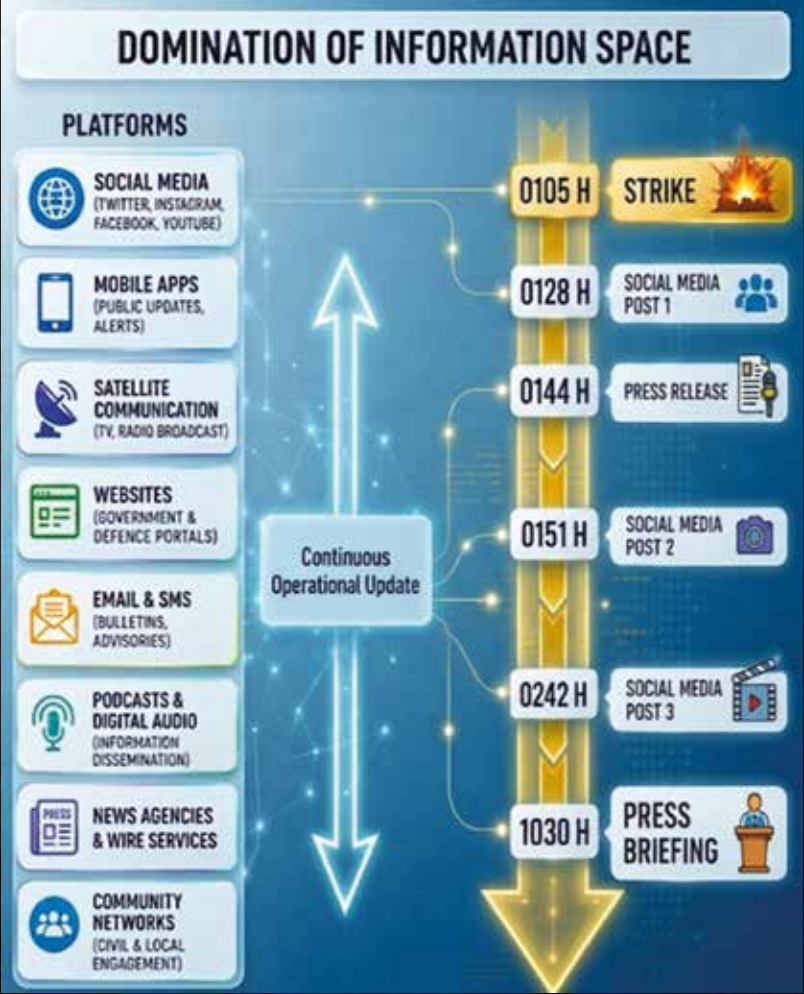 DOMINATION OF INFORMATION SPACE
PLATFORMS
SOCIAL MEDIA
(TWITTER, INSTAGRAM,
FACEBOOK, YOUTUBE)
MOBILE APPS
(PUBLIC UPDATES,
ALERTS)
SATELLITE
COMMUNICATION
(TV, RADIO BROADCAST)
WEBSITES
(GOVERNMENT &
DEFENCE PORTALS)
EMAIL & SMS
(BULLETINS,
ADVISORIES)
PODCASTS &
DIGITAL AUDIO
(INFORMATION
DISSEMINATION)
PRESS
NEWS AGENCIES
& WIRE SERVICES
COMMUNITY
NETWORKS
(CIVIL & LOCAL
ENGAGEMENT)
Continuous
Operational Update
0105 H
STRIKE
0128 H
SOCIAL MEDIA
POST 1
0144 H
PRESS RELEASE
0151 H
SOCIAL MEDIA
POST 2
0242 H
SOCIAL MEDIA
POST 3
1030 H
PRESS
BRIEFING